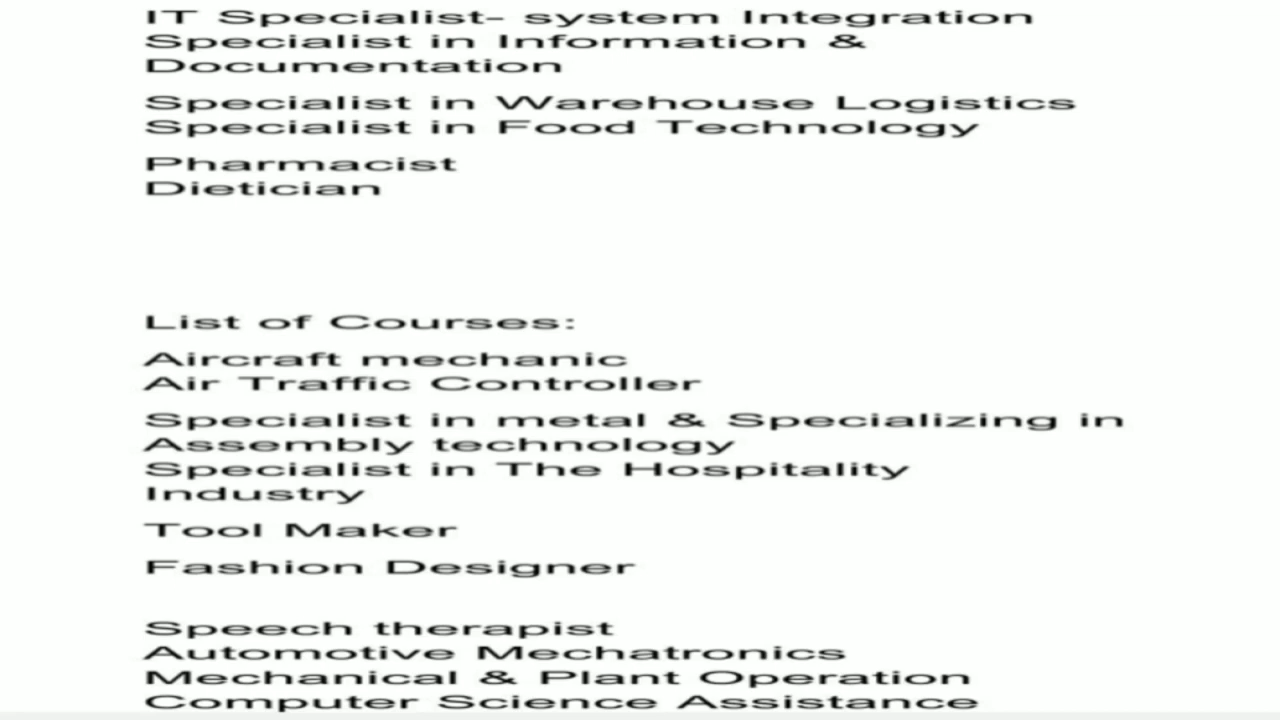 IT Specialist- system Integration
Specialist in Information &
Documentation
Specialist in Warehouse Logistics
Specialist in Food Technology
Pharmacist
Dietician
List of Courses:
Aircraft mechanic
Air Traffic Controller
Specialist in metal & Specializing in
Assembly technology
Specialist in The Hospitality
Industry
Tool Maker
Fashion Designer
Speech therapist
Automotive Mechatronics
Mechanical & Plant Operation
Computer Science Assistance